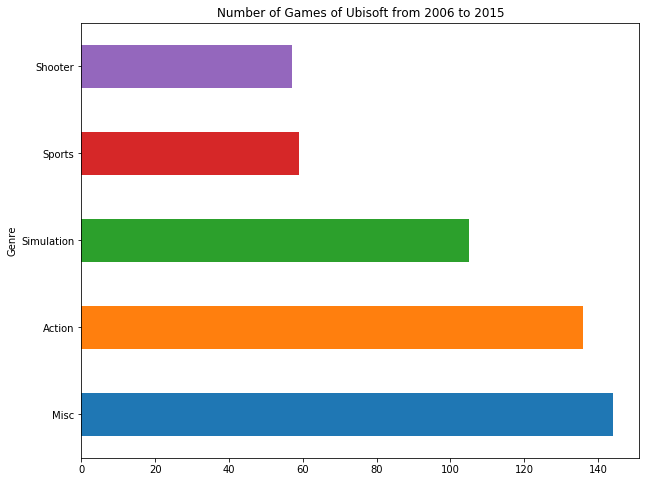 Number of Games of Ubisoft from 2006 to 2015
Genre
Shooter
Sports
Simulation
Action
Misc
0 20 40 60 80 100 120 140